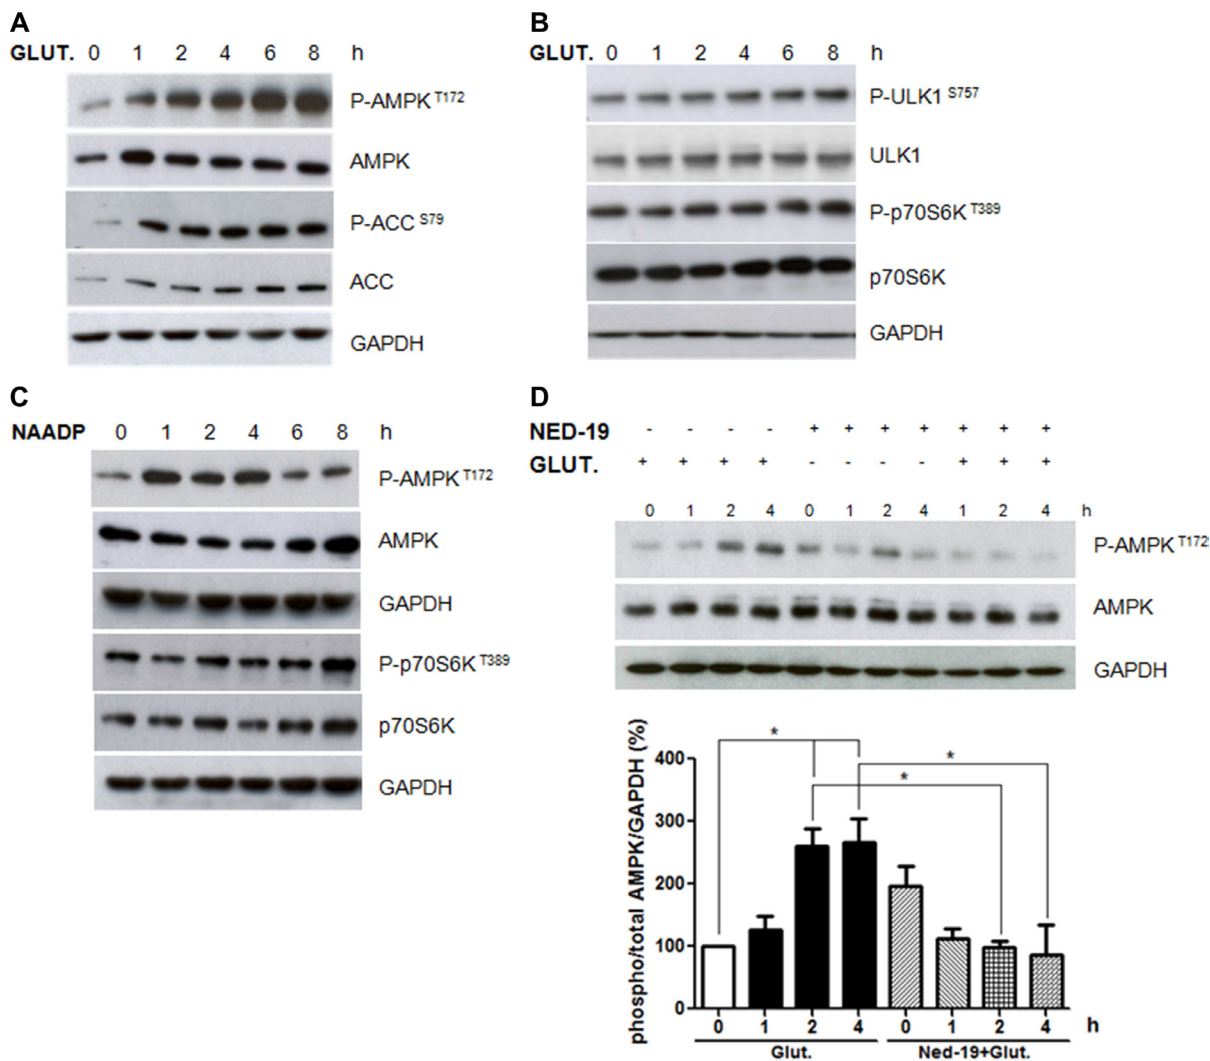 A
GLUT. 0 1 2 4 6 8 h
P-AMPK T172
AMPK
P-ACC S79
ACC
GAPDH
B
GLUT. 0 1 2 4 6 8 h
P-ULK1 S757
ULK1
P-p70S6K T389
p70S6K
GAPDH
C
NAADP 0 1 2 4 6 8 h
P-AMPK T172
AMPK
GAPDH
P-p70S6K T389
p70S6K
GAPDH
D
NED-19 - - - - + + + + + + +
GLUT. + + + + - - - - + + +
0 1 2 4 0 1 2 4 1 2 4 h
P-AMPK T172
AMPK
GAPDH
phospho/total AMPK/GAPDH (%)
400
300
200
100
0
* * *
0 1 2 4 0 1 2 4 h
Glut. Ned-19+Glut.